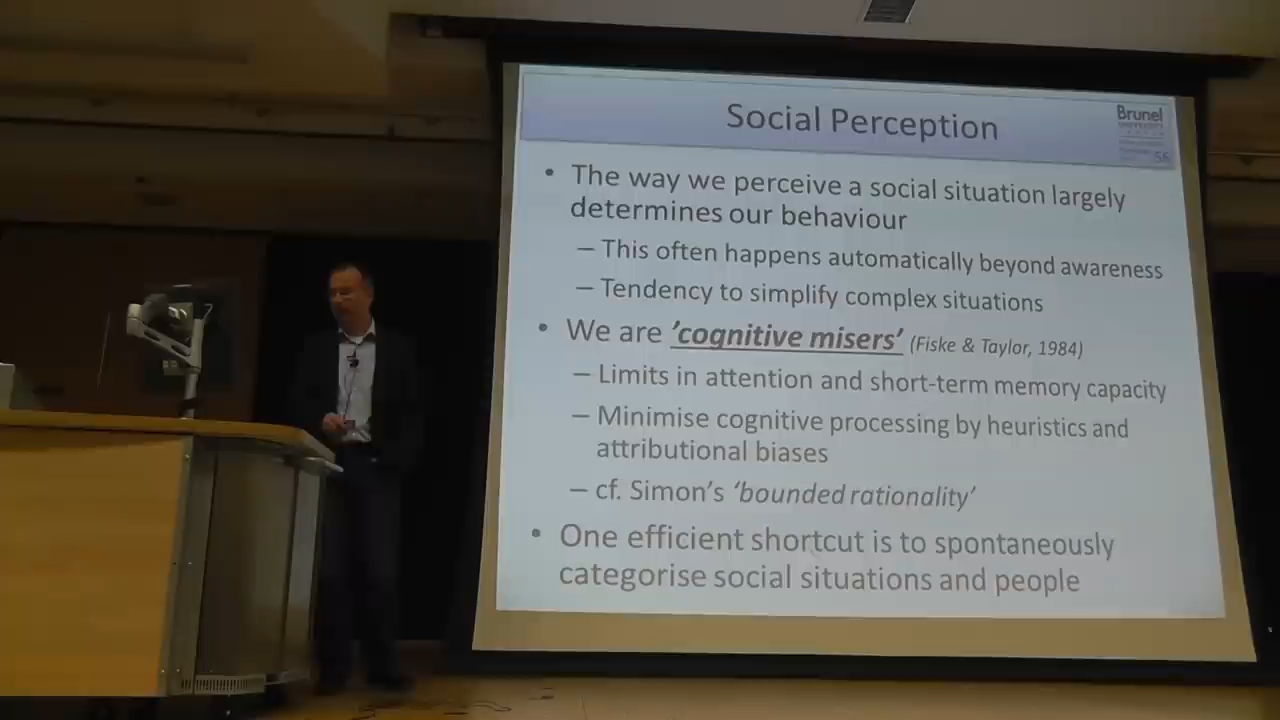 Social Perception
Brunel
UNIVERSITY
• The way we perceive a social situation largely
determines our behaviour
– This often happens automatically beyond awareness
– Tendency to simplify complex situations
• We are 'cognitive misers' (Fiske & Taylor, 1984)
– Limits in attention and short-term memory capacity
– Minimise cognitive processing by heuristics and
attributional biases
– cf. Simon's 'bounded rationality'
• One efficient shortcut is to spontaneously
categorise social situations and people